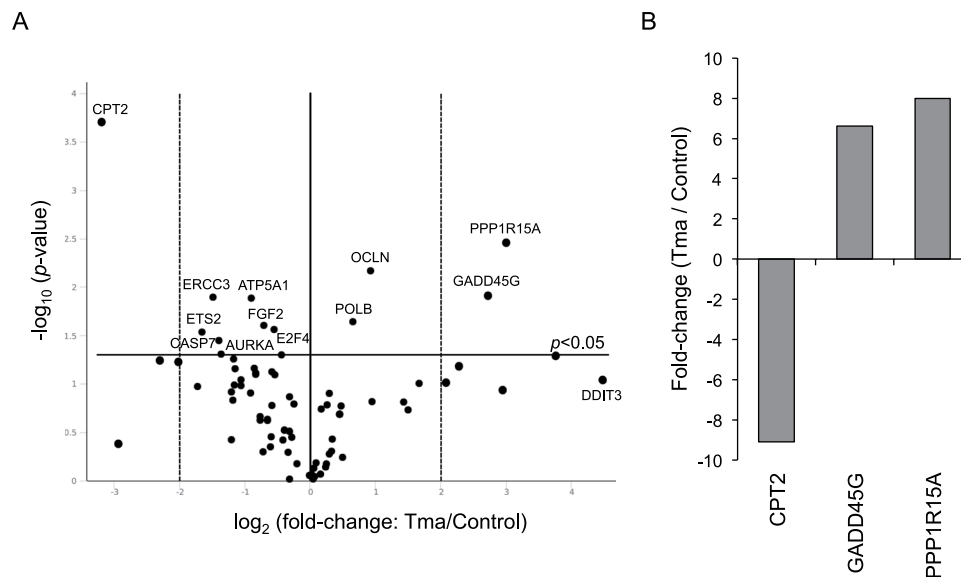 A
B
CPT2
PPP1R15A
OCLN
GADD45G
ERCC3
ATP5A1
POLB
ETS2
FGF2
E2F4
CASP7
AURKA
p<0.05
DDIT3
4
3.5
3
2.5
2
1.5
1
0.5
0
-3
-2
-1
0
1
2
3
4
-log10 (p-value)
log2 (fold-change: Tma/Control)
10
8
6
4
2
0
-2
-4
-6
-8
-10
Fold-change (Tma / Control)
CPT2
GADD45G
PPP1R15A